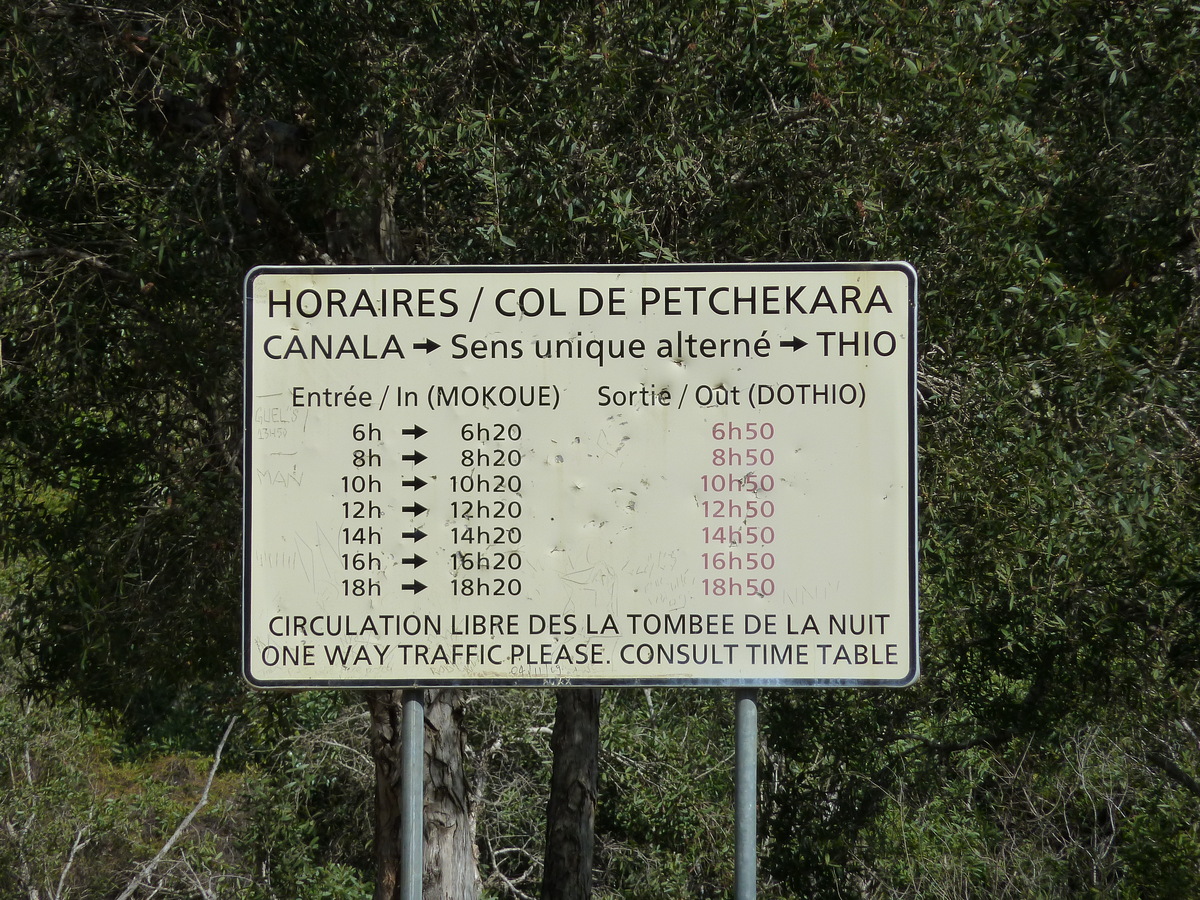 HORAIRES / COL DE PETCHEKARA
CANALA → Sens unique alterné → THIO
Entrée / In (MOKOUE) Sortie / Out (DOTHIO)
6h → 6h20 6h50
8h → 8h20 8h50
10h → 10h20 10h50
12h → 12h20 12h50
14h → 14h20 14h50
16h → 16h20 16h50
18h → 18h20 18h50
CIRCULATION LIBRE DES LA TOMBEE DE LA NUIT
ONE WAY TRAFFIC PLEASE. CONSULT TIME TABLE